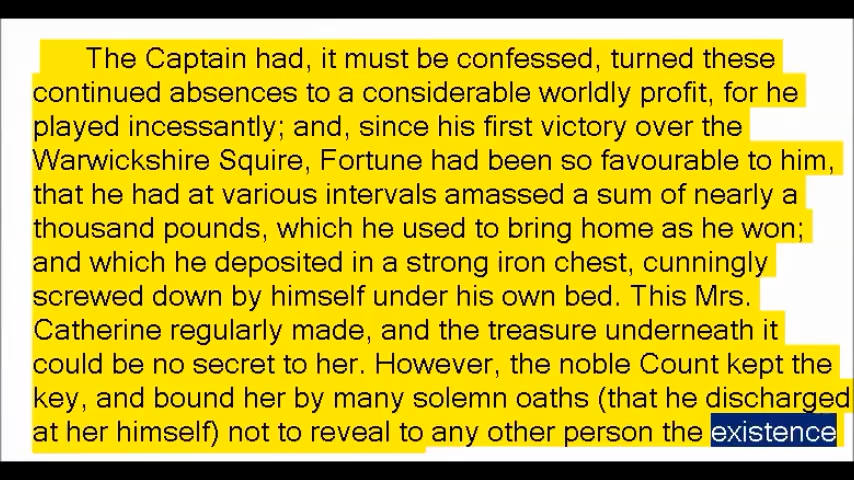 The Captain had, it must be confessed, turned these
continued absences to a considerable worldly profit, for he
played incessantly; and, since his first victory over the
Warwickshire Squire, Fortune had been so favourable to him,
that he had at various intervals amassed a sum of nearly a
thousand pounds, which he used to bring home as he won;
and which he deposited in a strong iron chest, cunningly
screwed down by himself under his own bed. This Mrs.
Catherine regularly made, and the treasure underneath it
could be no secret to her. However, the noble Count kept the
key, and bound her by many solemn oaths (that he discharged
at her himself) not to reveal to any other person the existence